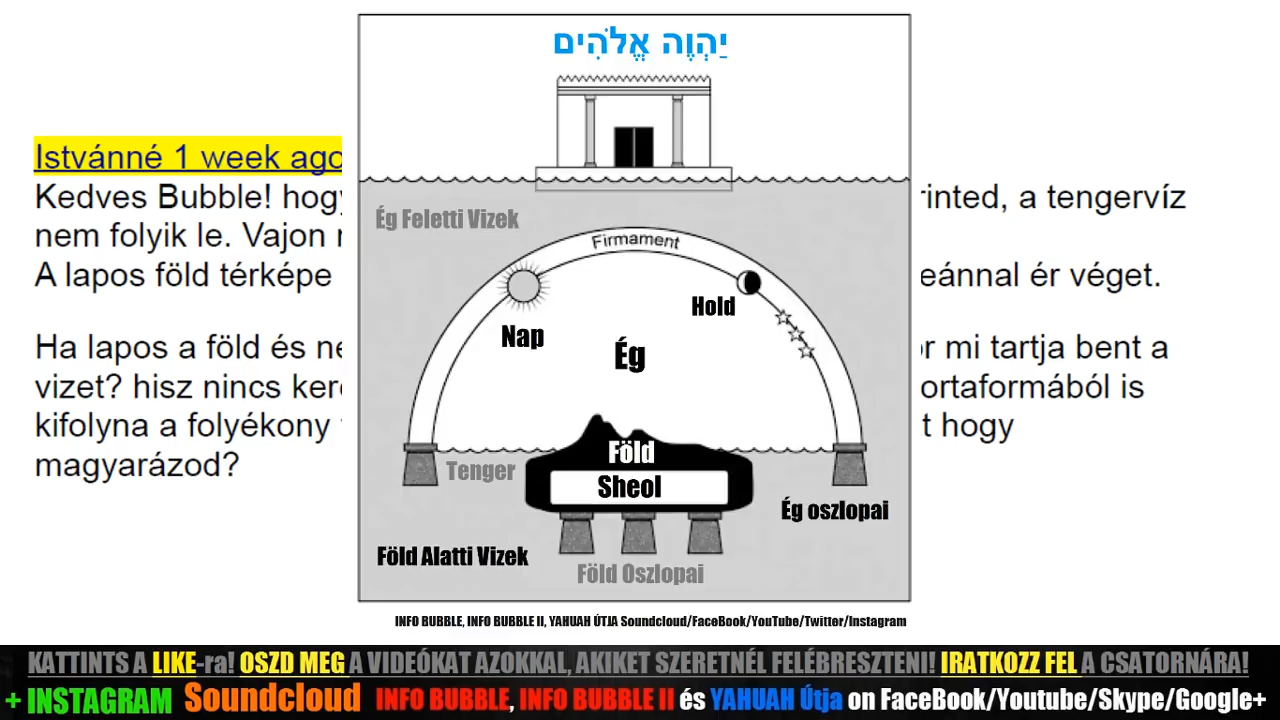 יַהְוֶה אֱלֹהִים
Istvánné 1 week ago
Kedves Bubble! hogy rinted, a tengervíz
nem folyik le. Vajon
A lapos föld térképe eánnal ér véget.
Ha lapos a föld és mi tartja bent a
vizet? hisz nincs ortaformából is
kifolyna a folyékony t hogy
magyarázod?
Ég Feletti Vizek
Firmament
Nap
Hold
Ég
Föld
Sheol
Tenger
Ég oszlopai
Föld Alatti Vizek
Föld Oszlopai
INFO BUBBLE, INFO BUBBLE II, YAHUAH ÚTJA Soundcloud/FaceBook/YouTube/Twitter/Instagram
KATTINTS A LIKE-ra! OSZD MEG A VIDEÓKAT AZOKKAL, AKIKET SZERETNÉL FELÉBRESZTENI! IRATKOZZ FEL A CSATORNÁRA!
+ INSTAGRAM Soundcloud INFO BUBBLE, INFO BUBBLE II és YAHUAH Útja on FaceBook/Youtube/Skype/Google+